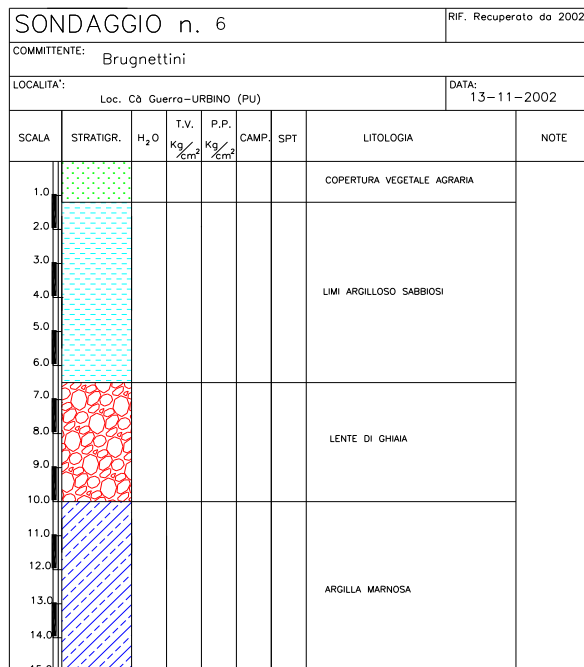 SONDAGGIO n. 6
RIF. Recuperato da 2002
COMMITTENTE:
Brugnettini
LOCALITA':
Loc. Cà Guerra-URBINO (PU)
DATA:
13-11-2002
SCALA STRATIGR. H2O T.V. Kg/cm2 P.P. Kg/cm2 CAMP. SPT LITOLOGIA NOTE
COPERTURA VEGETALE AGRARIA
1.0
2.0
3.0
LIMI ARGILLOSO SABBIOSI
4.0
5.0
6.0
7.0
8.0
LENTE DI GHIAIA
9.0
10.0
11.0
12.0
ARGILLA MARNOSA
13.0
14.0
15.0